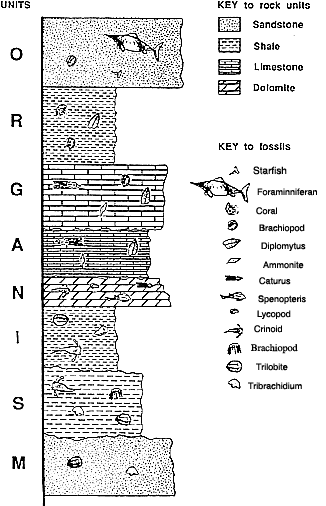 UNITS
O
R
G
A
N
I
S
M
KEY to rock units
Sandstone
Shale
Limestone
Dolomite
KEY to fossils
Starfish
Foraminniferan
Coral
Brachiopod
Diplomytus
Ammonite
Caturus
Spenopteris
Lycopod
Crinoid
Brachiopod
Trilobite
Tribrachidium